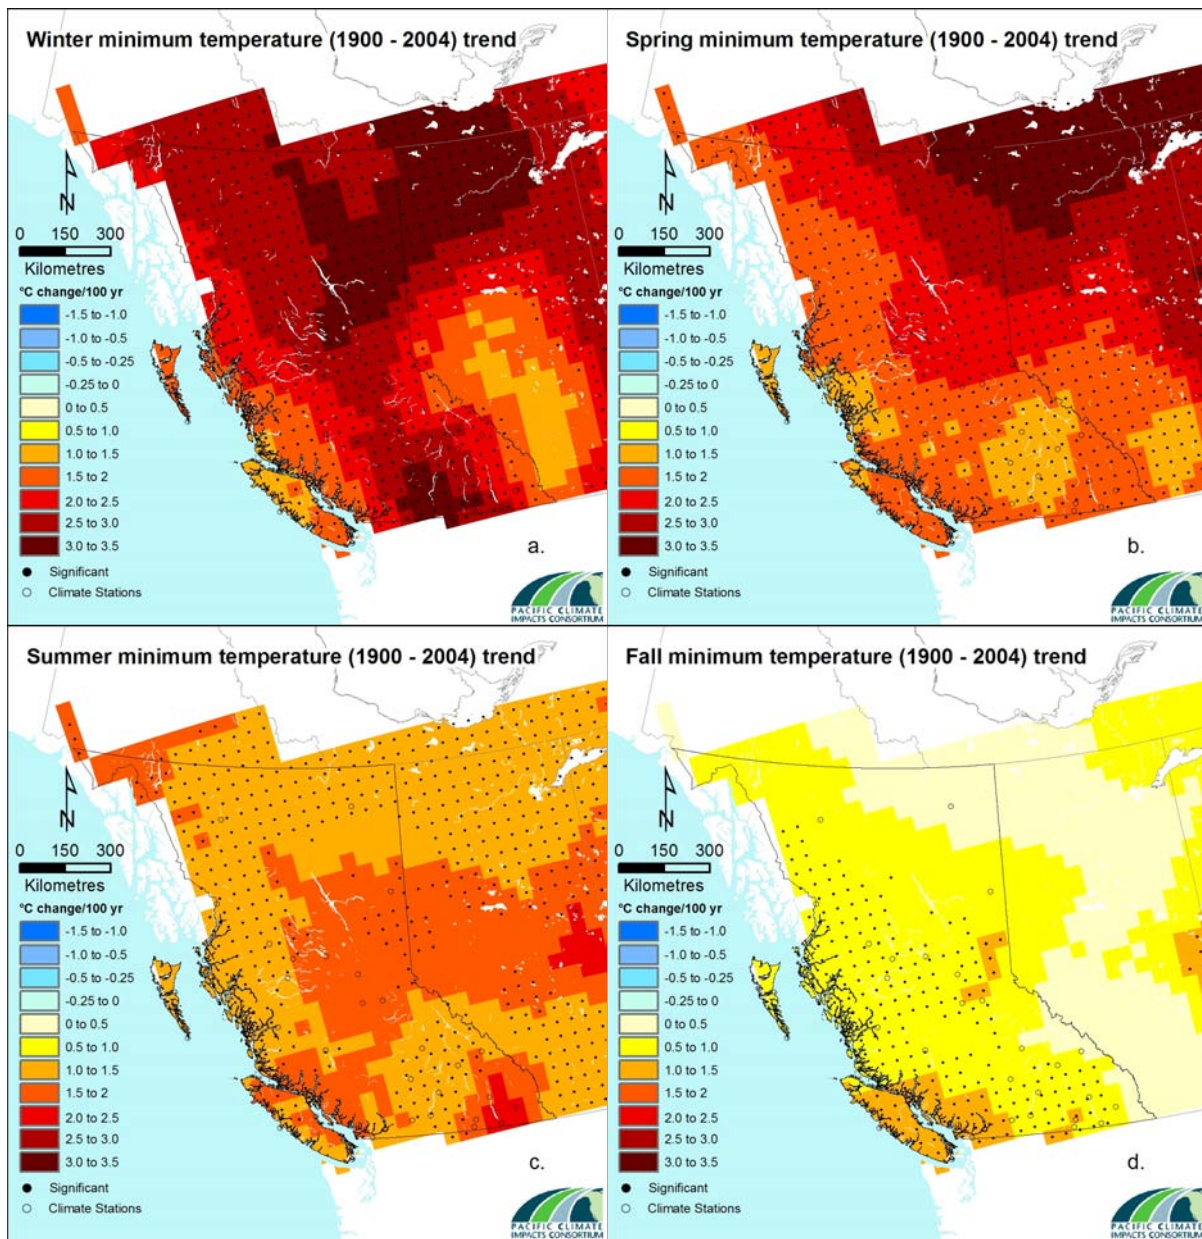 Winter minimum temperature (1900 - 2004) trend
N
0 150 300
Kilometres
°C change/100 yr
-1.5 to -1.0
-1.0 to -0.5
-0.5 to -0.25
-0.25 to 0
0 to 0.5
0.5 to 1.0
1.0 to 1.5
1.5 to 2
2.0 to 2.5
2.5 to 3.0
3.0 to 3.5
Significant
Climate Stations
a.
PACIFIC CLIMATE
IMPACTS CONSORTIUM
Spring minimum temperature (1900 - 2004) trend
N
0 150 300
Kilometres
°C change/100 yr
-1.5 to -1.0
-1.0 to -0.5
-0.5 to -0.25
-0.25 to 0
0 to 0.5
0.5 to 1.0
1.0 to 1.5
1.5 to 2
2.0 to 2.5
2.5 to 3.0
3.0 to 3.5
Significant
Climate Stations
b.
PACIFIC CLIMATE
IMPACTS CONSORTIUM
Summer minimum temperature (1900 - 2004) trend
N
0 150 300
Kilometres
°C change/100 yr
-1.5 to -1.0
-1.0 to -0.5
-0.5 to -0.25
-0.25 to 0
0 to 0.5
0.5 to 1.0
1.0 to 1.5
1.5 to 2
2.0 to 2.5
2.5 to 3.0
3.0 to 3.5
Significant
Climate Stations
c.
PACIFIC CLIMATE
IMPACTS CONSORTIUM
Fall minimum temperature (1900 - 2004) trend
N
0 150 300
Kilometres
°C change/100 yr
-1.5 to -1.0
-1.0 to -0.5
-0.5 to -0.25
-0.25 to 0
0 to 0.5
0.5 to 1.0
1.0 to 1.5
1.5 to 2
2.0 to 2.5
2.5 to 3.0
3.0 to 3.5
Significant
Climate Stations
d.
PACIFIC CLIMATE
IMPACTS CONSORTIUM